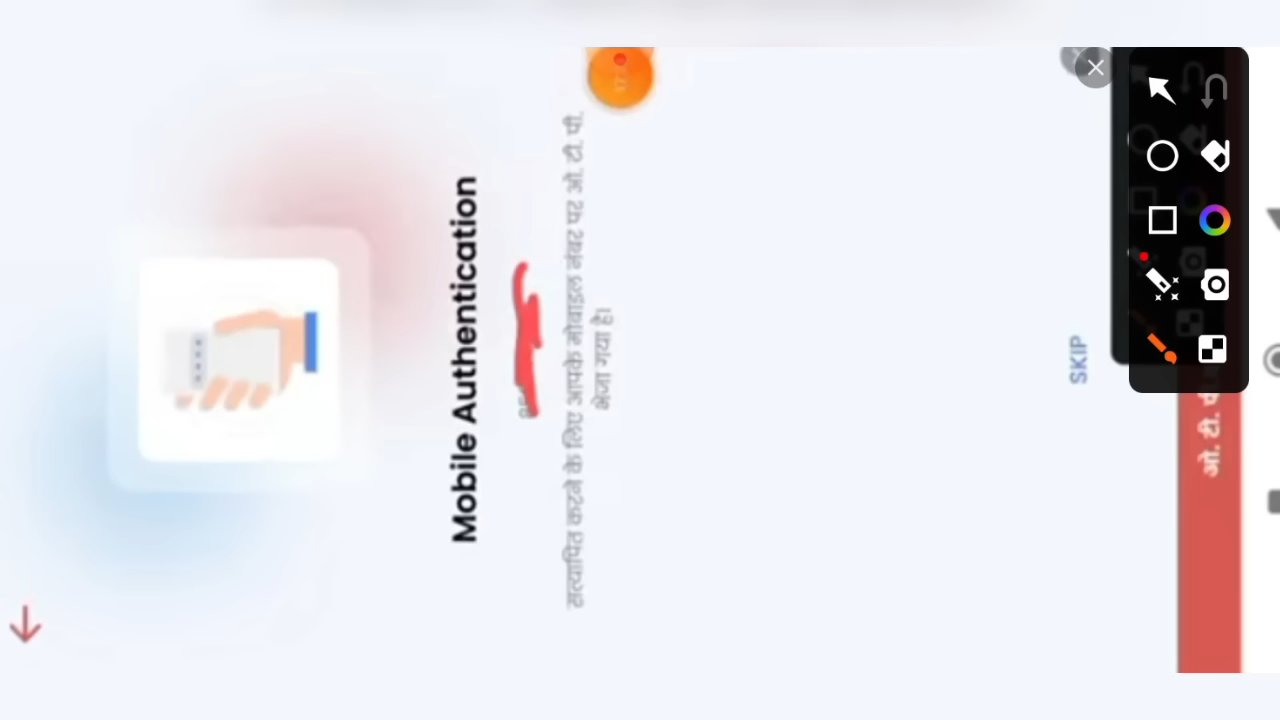 Mobile Authentication
सत्यापित करने के लिए आपके मोबाइल नंबर पर ओ. टी. पी.
भेजा गया है।
SKIP
ओ. टी.